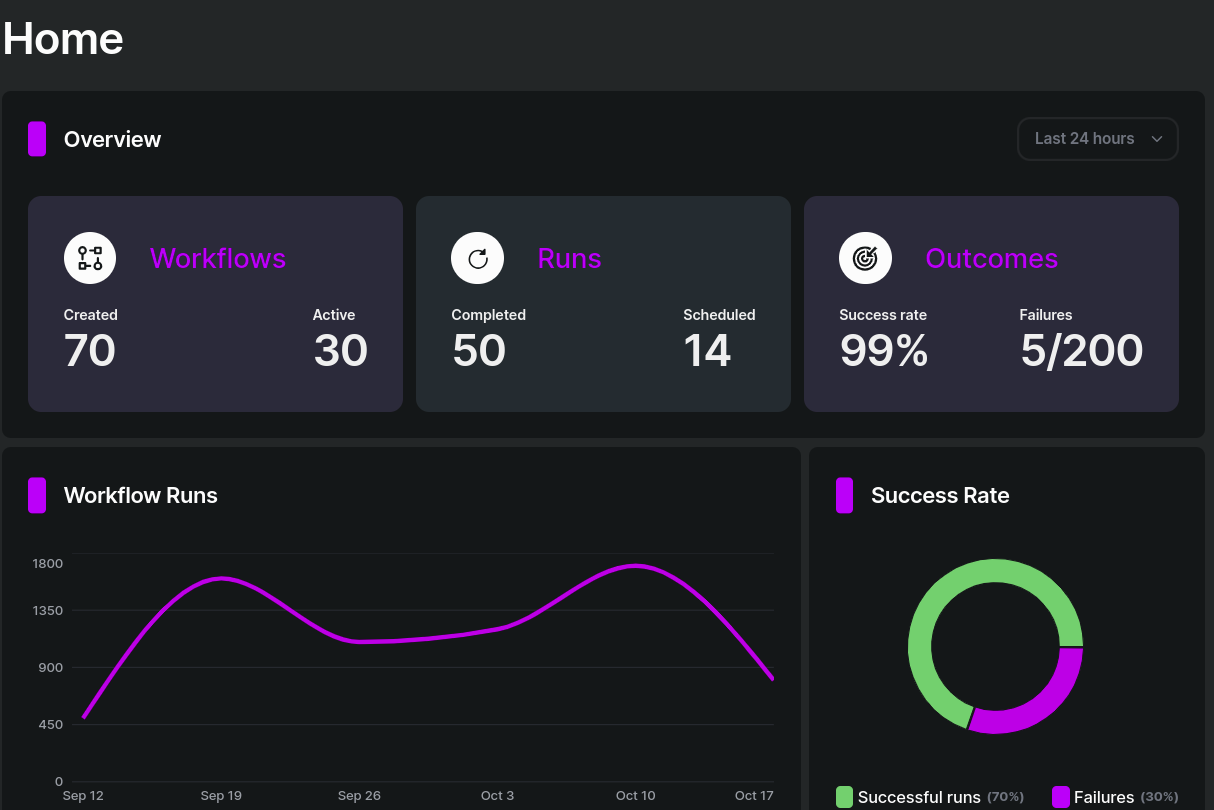 Home
Overview
Last 24 hours
Workflows
Runs
Outcomes
Created
Active
Completed
Scheduled
Success rate
Failures
70
30
50
14
99%
5/200
Workflow Runs
Success Rate
1800
1350
900
450
0
Sep 12
Sep 19
Sep 26
Oct 3
Oct 10
Oct 17
Successful runs (70%)
Failures (30%)